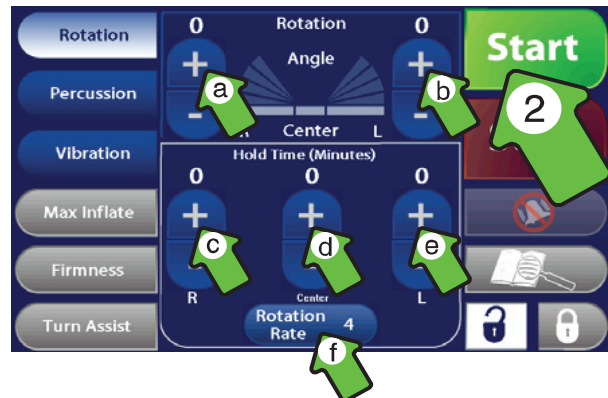 Rotation
Percussion
Vibration
Max Inflate
Firmness
Turn Assist
0
Rotation
0
+
Angle
+
a
b
-
-
Center
L
Hold Time (Minutes)
0
0
0
+
+
+
c
d
e
R
Center
L
Rotation
Rate
4
f
Start
2